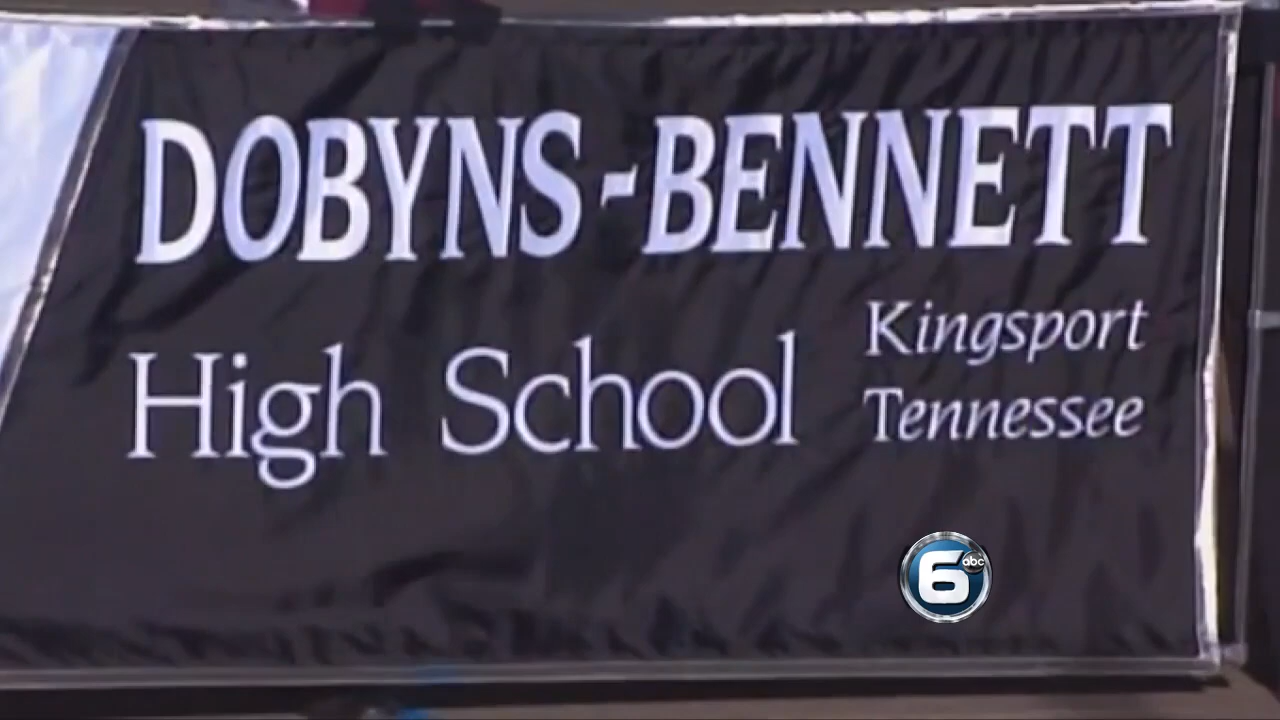 DOBYNS-BENNETT
High School
Kingsport
Tennessee
6 abc